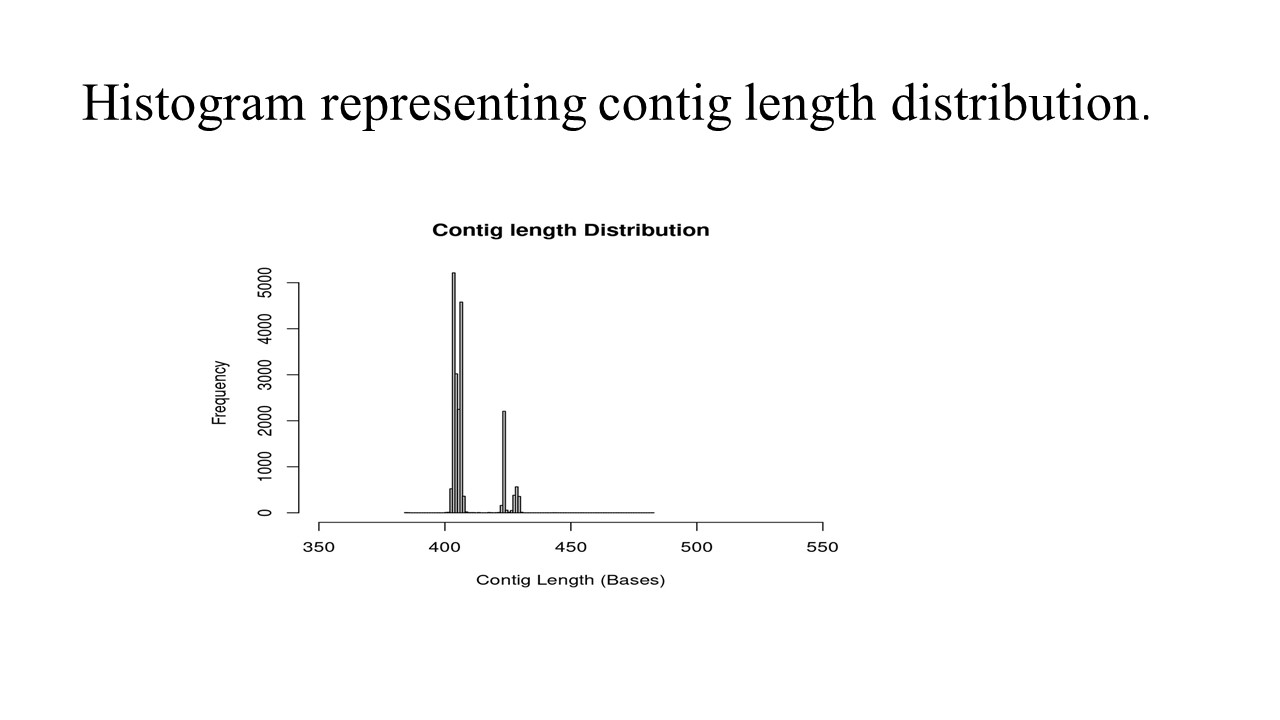 Histogram representing contig length distribution.
Contig length Distribution
5000
4000
3000
2000
1000
0
Frequency
350 400 450 500 550
Contig Length (Bases)